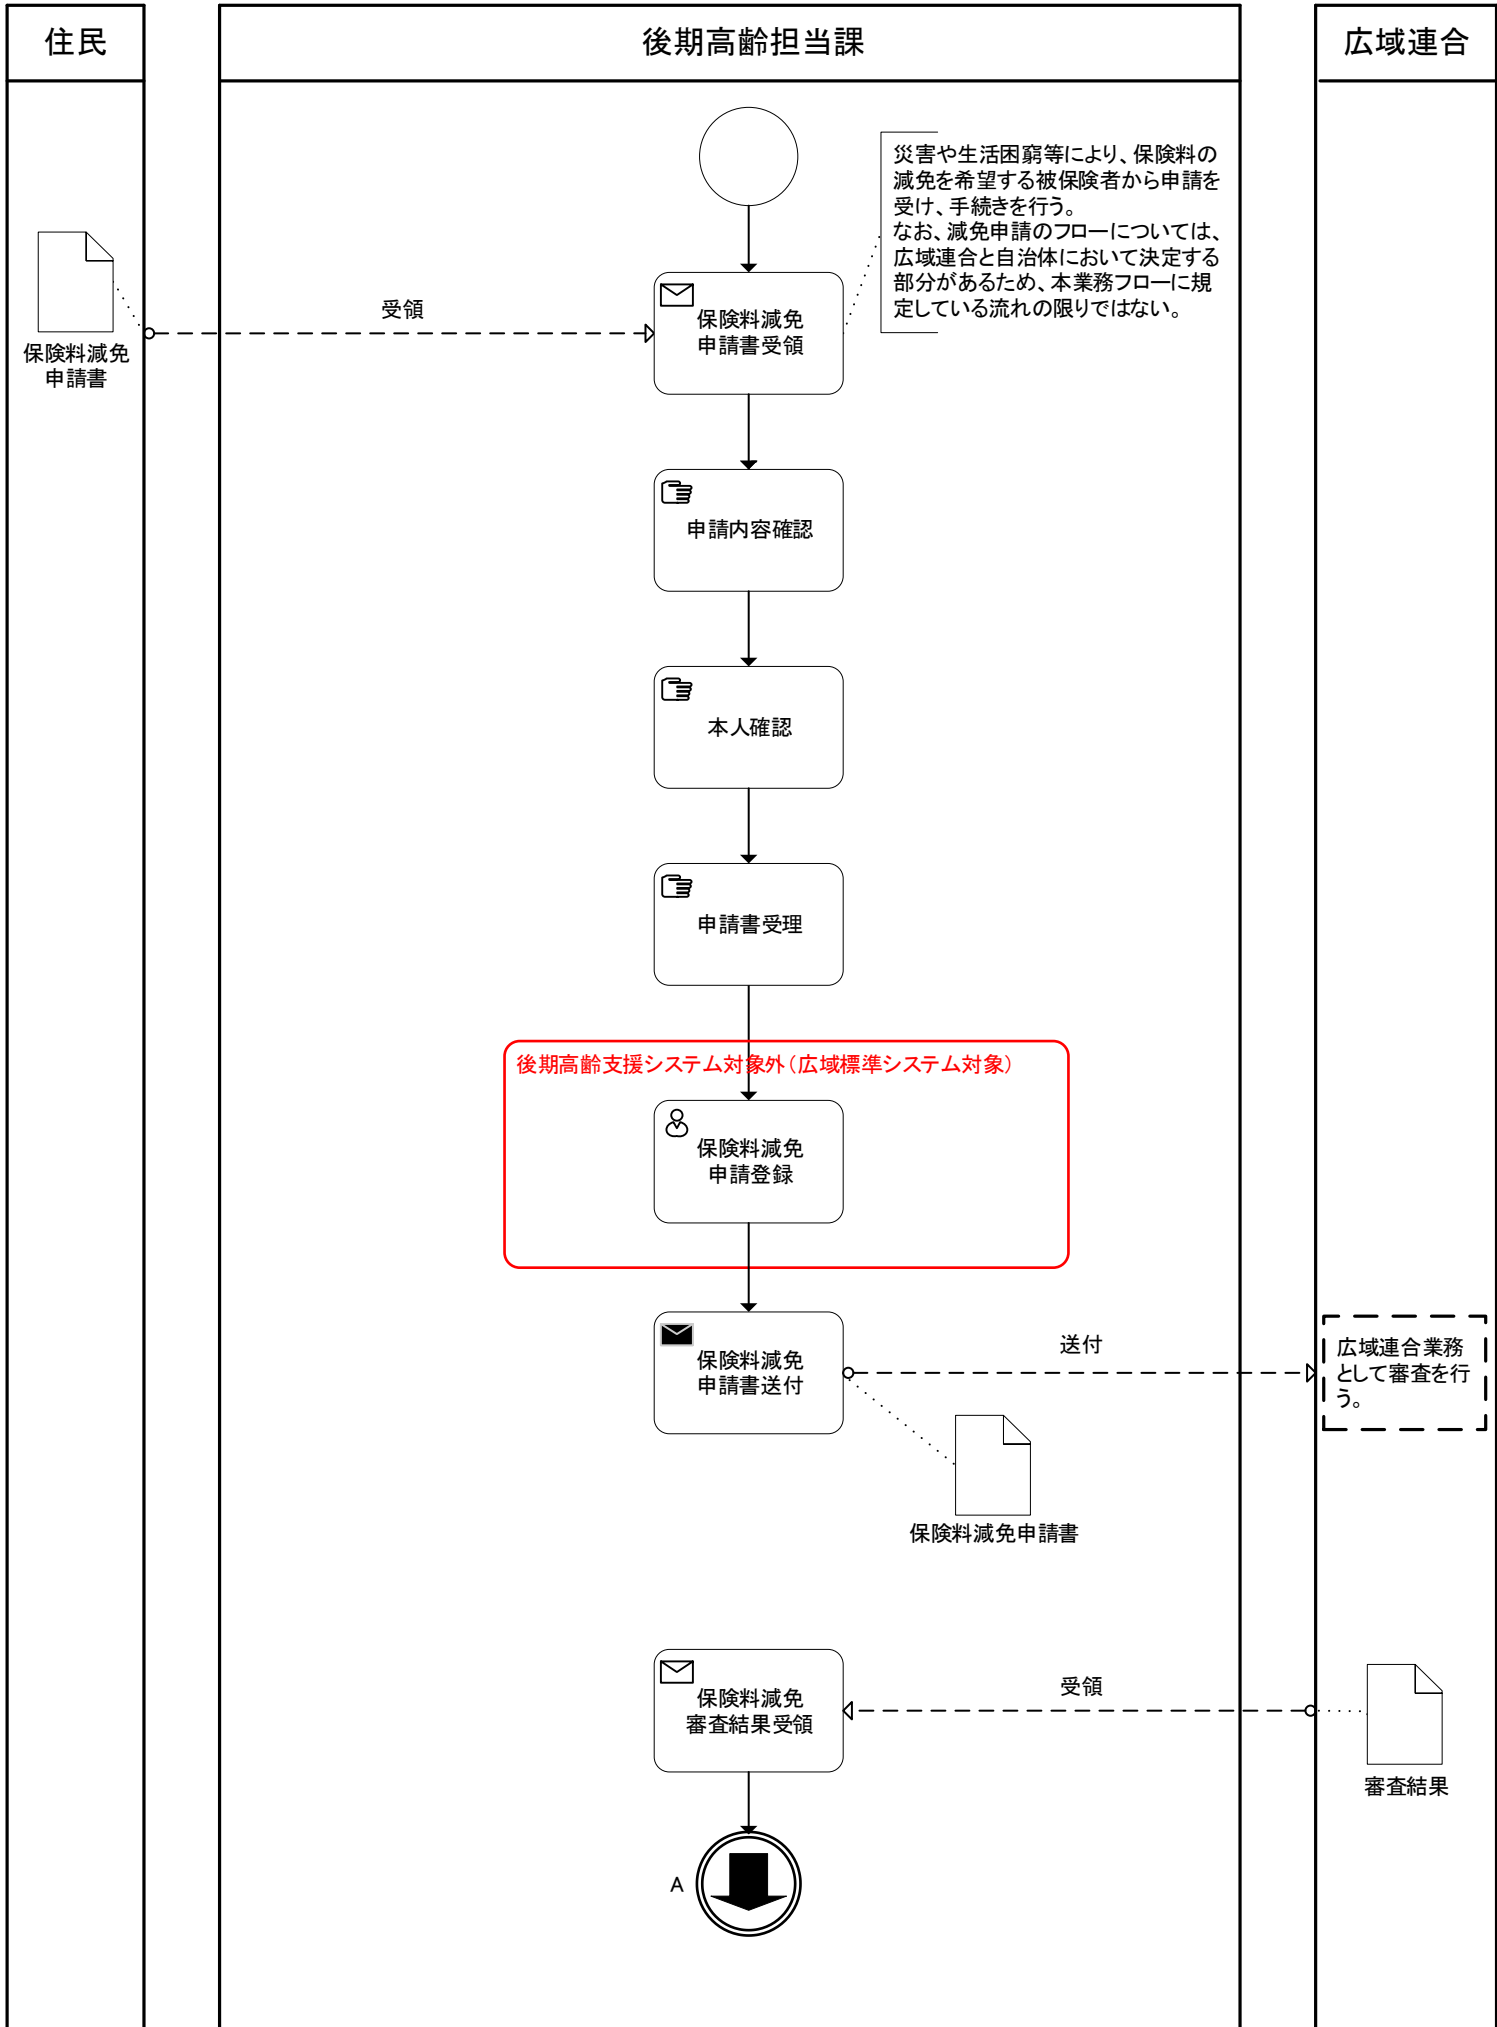 住民
後期高齢担当課
広域連合
災害や生活困窮等により、保険料の
減免を希望する被保険者から申請を
受け、手続きを行う。
なお、減免申請のフローについては、
広域連合と自治体において決定する
部分があるため、本業務フローに規
定している流れの限りではない。
保険料減免
申請書
受領
保険料減免
申請書受領
申請内容確認
本人確認
申請書受理
後期高齢支援システム対象外（広域標準システム対象）
保険料減免
申請登録
保険料減免
申請書送付
送付
広域連合業務
として審査を行
う。
保険料減免申請書
保険料減免
審査結果受領
受領
審査結果
A